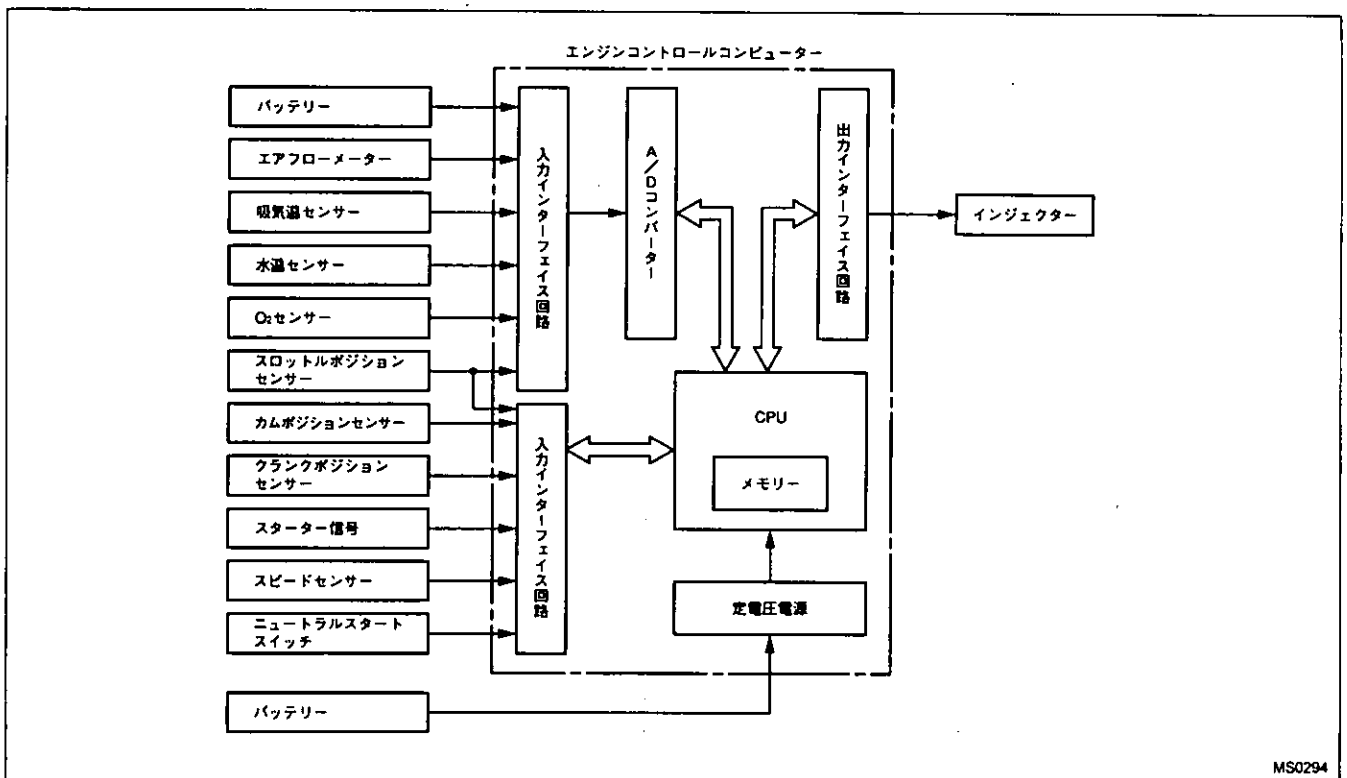 エンジンコントロールコンピューター
バッテリー
エアフローメーター
吸気温センサー
水温センサー
O₂センサー
スロットルポジション
センサー
カムポジションセンサー
クランクポジション
センサー
スターター信号
スピードセンサー
ニュートラルスタート
スイッチ
バッテリー
入力インターフェイス回路
入力インターフェイス回路
A/Dコンバーター
出力インターフェイス回路
CPU
メモリー
定電圧電源
インジェクター
MS0294